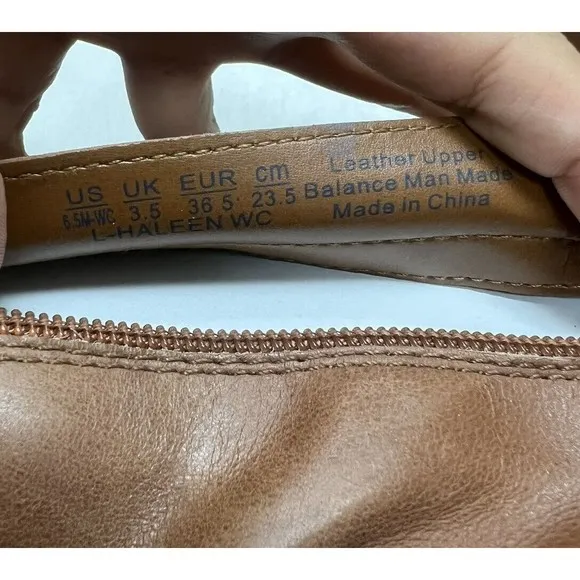 US UK EUR cm
6.5M-WC 3.5 36 5 23.5
L-HALEEN WC
Leather Upper
Balance Man Made
Made In China